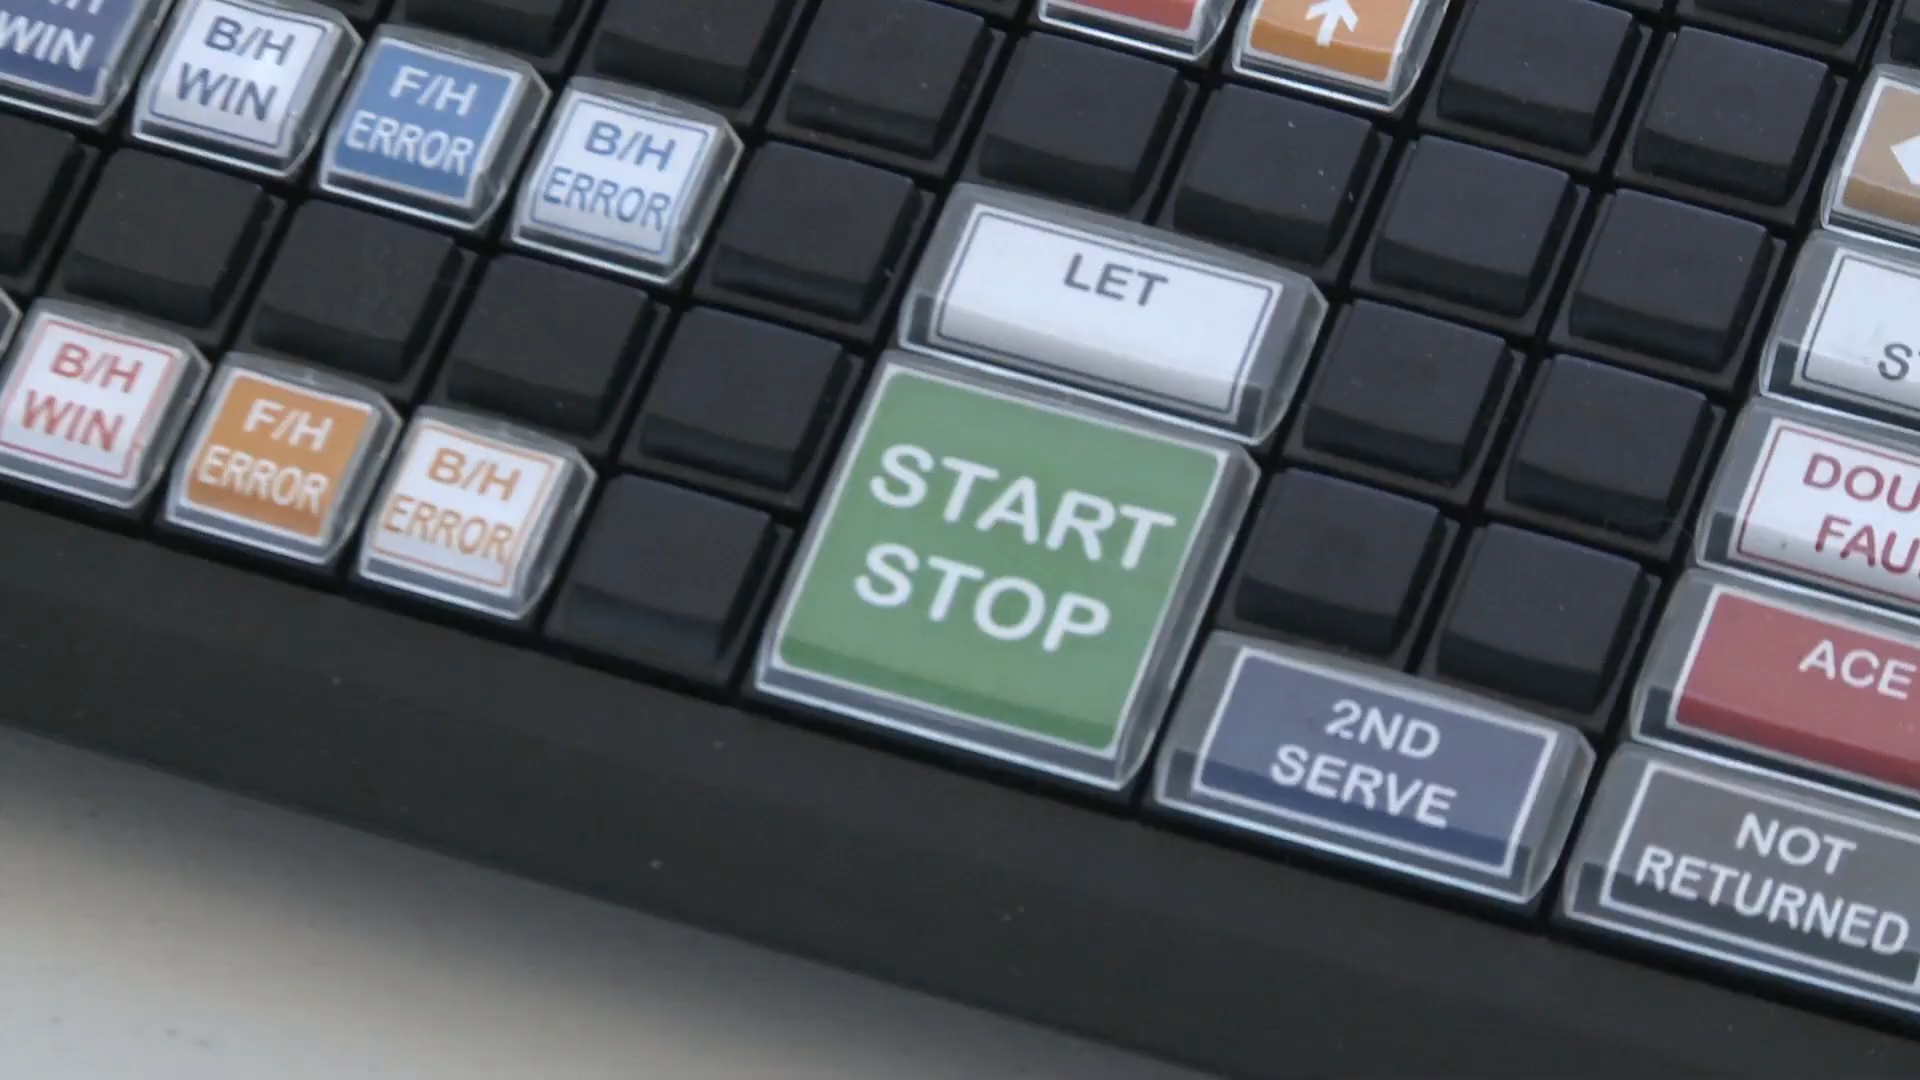 WIN
B/H
WIN
F/H
ERROR
B/H
ERROR
LET
B/H
WIN
F/H
ERROR
B/H
ERROR
START
STOP
2ND
SERVE
ACE
NOT
RETURNED